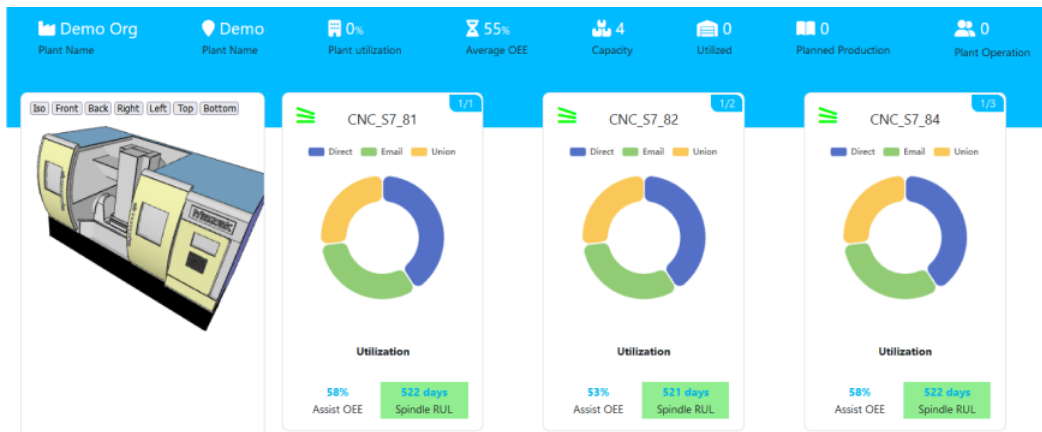 Demo Org
Plant Name
Demo
Plant Name
0%
Plant utilization
55%
Average OEE
4
Capacity
0
Utilized
0
Planned Production
0
Plant Operation
Iso Front Back Right Left Top Bottom
1/1
CNC_S7_81
Direct Email Union
Utilization
58%
Assist OEE
522 days
Spindle RUL
1/2
CNC_S7_82
Direct Email Union
Utilization
53%
Assist OEE
521 days
Spindle RUL
1/3
CNC_S7_84
Direct Email Union
Utilization
58%
Assist OEE
522 days
Spindle RUL